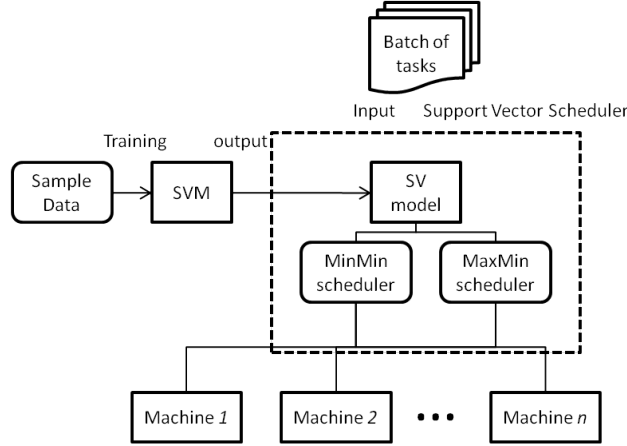 Batch of
tasks
Input Support Vector Scheduler
Training output
Sample
Data
SVM
SV
model
MinMin
scheduler
MaxMin
scheduler
Machine 1
Machine 2
Machine n